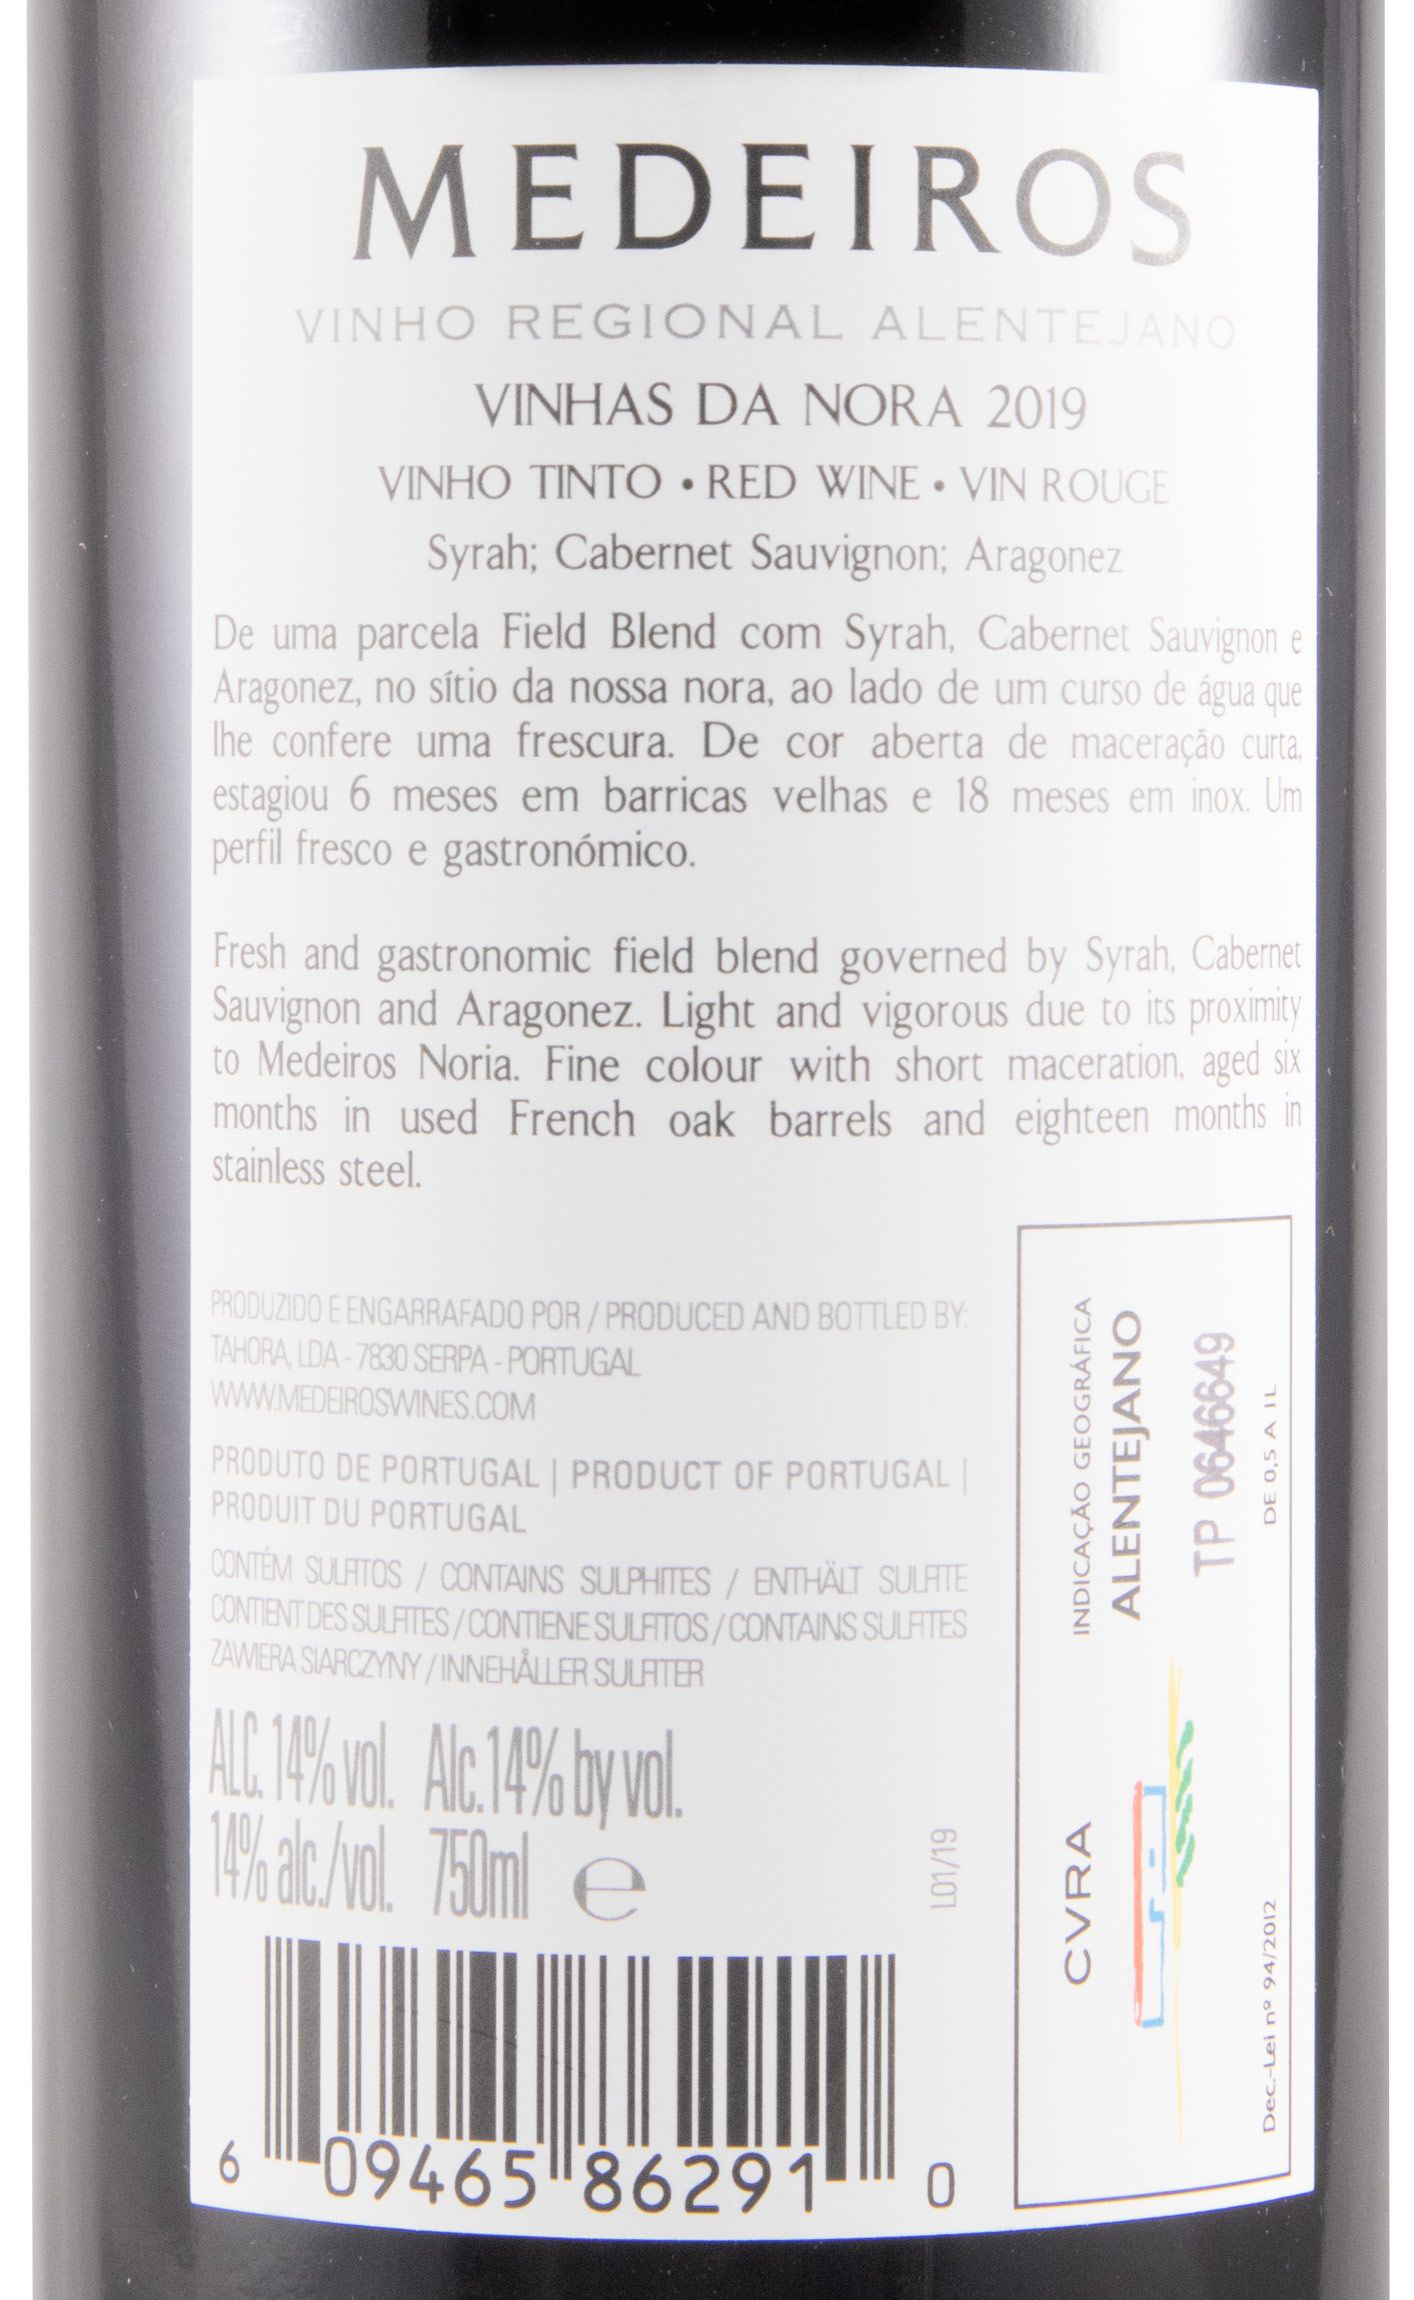 MEDEIROS
VINHO REGIONAL ALENTEJANO
VINHAS DA NORA 2019
VINHO TINTO • RED WINE • VIN ROUGE
Syrah; Cabernet Sauvignon; Aragonez
De uma parcela Field Blend com Syrah, Cabernet Sauvignon e
Aragonez, no sítio da nossa nora, ao lado de um curso de água que
lhe confere uma frescura. De cor aberta de maceração curta,
estagiou 6 meses em barricas velhas e 18 meses em inox. Um
perfil fresco e gastronómico.
Fresh and gastronomic field blend governed by Syrah, Cabernet
Sauvignon and Aragonez. Light and vigorous due to its proximity
to Medeiros Noria. Fine colour with short maceration, aged six
months in used French oak barrels and eighteen months in
stainless steel.
PRODUZIDO E ENGARRAFADO POR / PRODUCED AND BOTTLED BY:
TAHORA, LDA - 7830 SERPA - PORTUGAL
WWW.MEDEIROSWINES.COM
PRODUTO DE PORTUGAL | PRODUCT OF PORTUGAL |
PRODUIT DU PORTUGAL
CONTÉM SULFITOS / CONTAINS SULPHITES / ENTHÄLT SULFITE
CONTIENT DES SULFITES / CONTIENE SULFITOS / CONTAINS SULFITES
ZAWIERA SIARCZYNY / INNEHÅLLER SULFITER
ALC. 14% vol. Alc. 14% by vol.
14% alc./vol. 750ml e
L01/19
6 09465 86291 0
INDICAÇÃO GEOGRÁFICA
ALENTEJANO
TP 0646649
DE 0,5 A 1L
CVRA
Dec.-Lei nº 94/2012